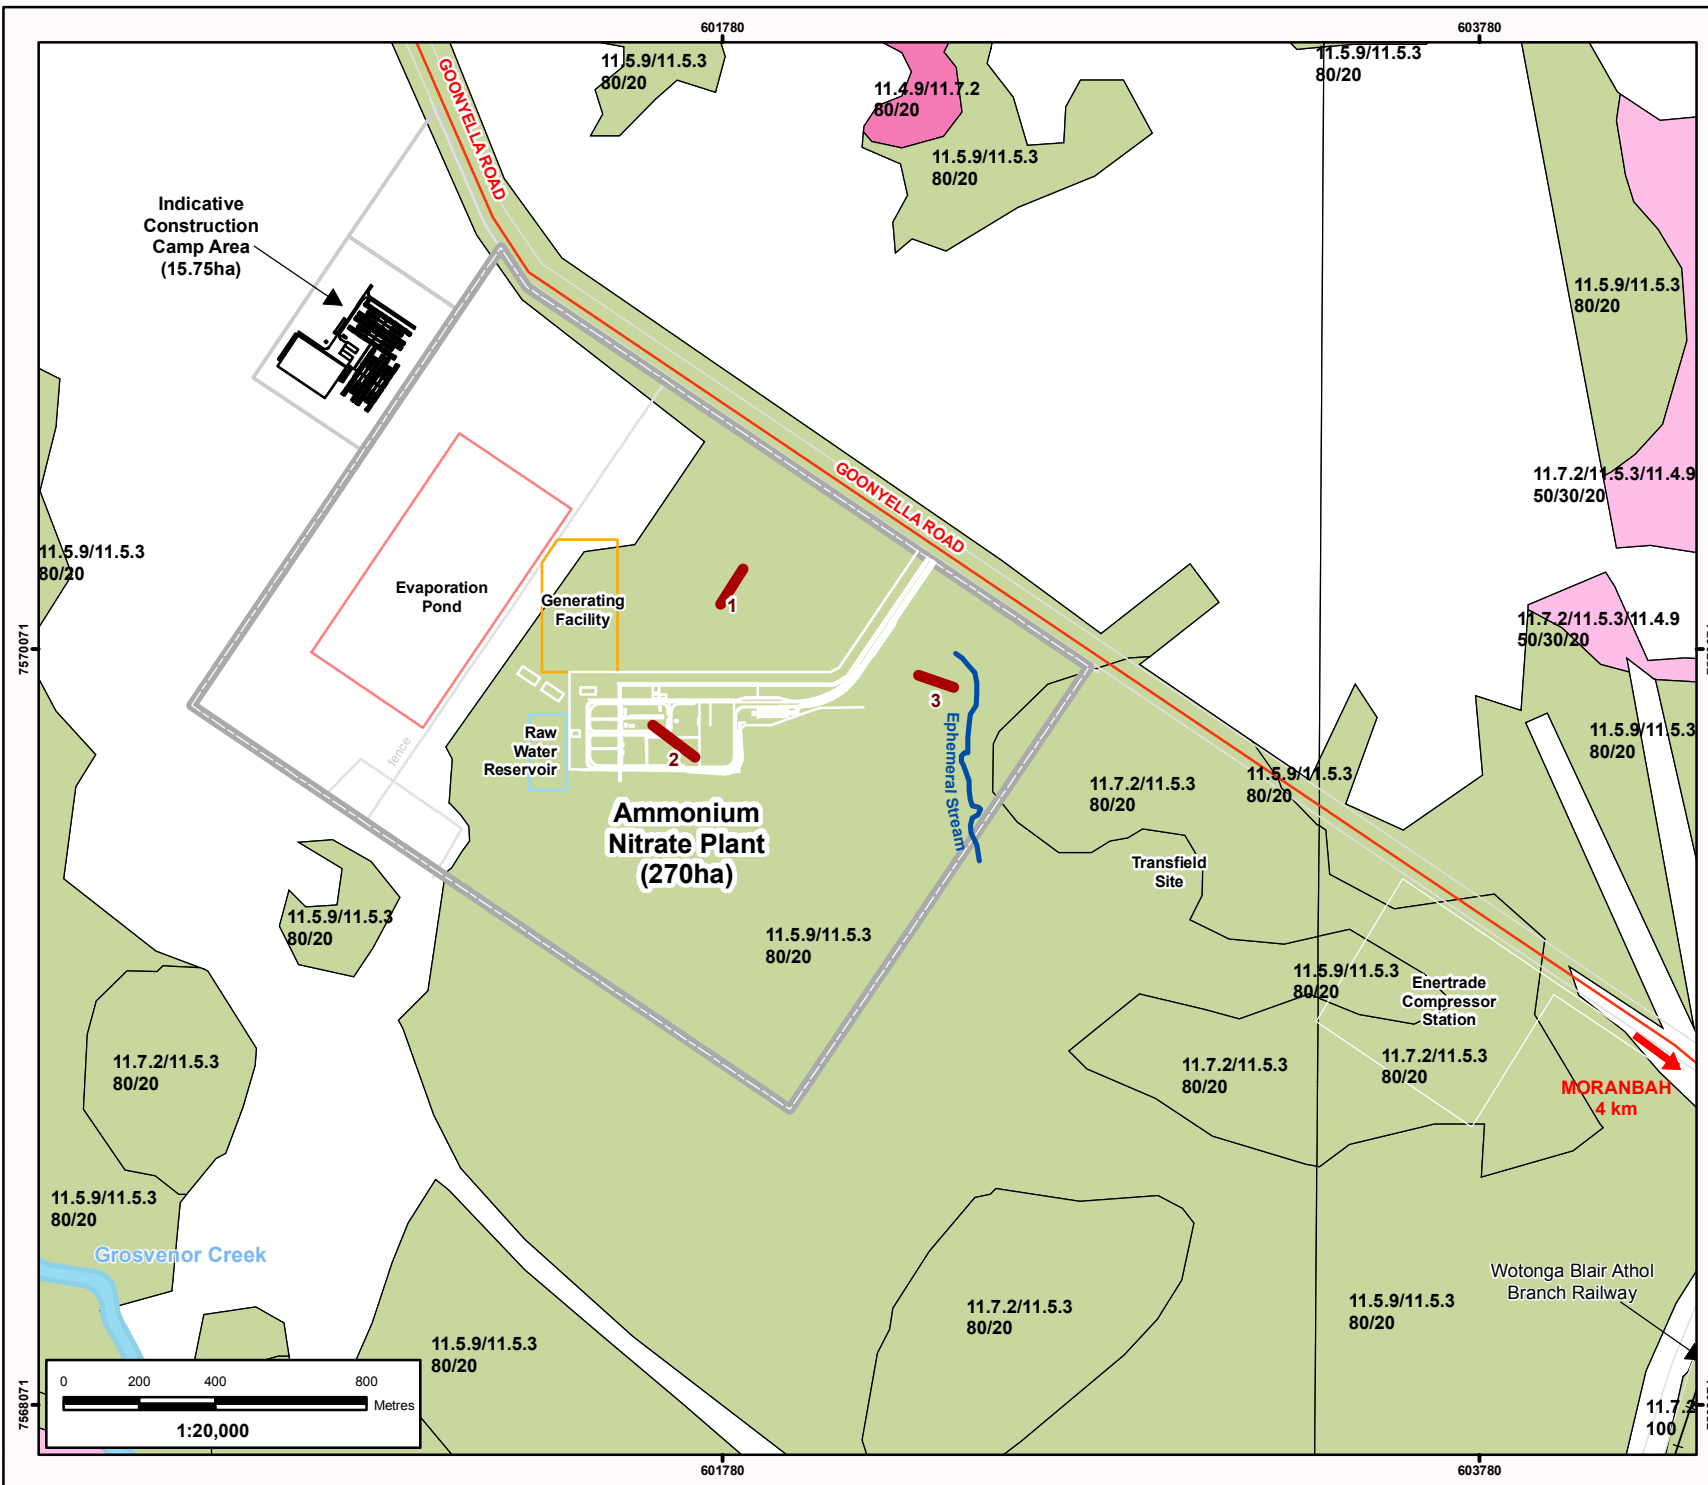 601780
603780
11.5.9/11.5.3
80/20
11.4.9/11.7.2
80/20
11.5.9/11.5.3
80/20
11.5.9/11.5.3
80/20
GOONYELLA ROAD
Indicative
Construction
Camp Area
(15.75ha)
11.5.9/11.5.3
80/20
11.7.2/11.5.3/11.4.9
50/30/20
GOONYELLA ROAD
11.5.9/11.5.3
80/20
Evaporation
Pond
Generating
Facility
1
11.7.2/11.5.3/11.4.9
50/30/20
7570071
3
Ephemeral Stream
Raw
Water
Reservoir
2
fence
11.5.9/11.5.3
80/20
11.7.2/11.5.3
80/20
11.5.9/11.5.3
80/20
Ammonium
Nitrate Plant
(270ha)
Transfield
Site
11.5.9/11.5.3
80/20
11.5.9/11.5.3
80/20
11.5.9/11.5.3
80/20
Enertrade
Compressor
Station
11.7.2/11.5.3
80/20
11.7.2/11.5.3
80/20
11.7.2/11.5.3
80/20
MORANBAH
4 km
11.5.9/11.5.3
80/20
Grosvenor Creek
Wotonga Blair Athol
Branch Railway
11.7.2/11.5.3
80/20
11.5.9/11.5.3
80/20
11.5.9/11.5.3
80/20
0 200 400 800
Metres
1:20,000
7568071
11.7.2
100
601780
603780